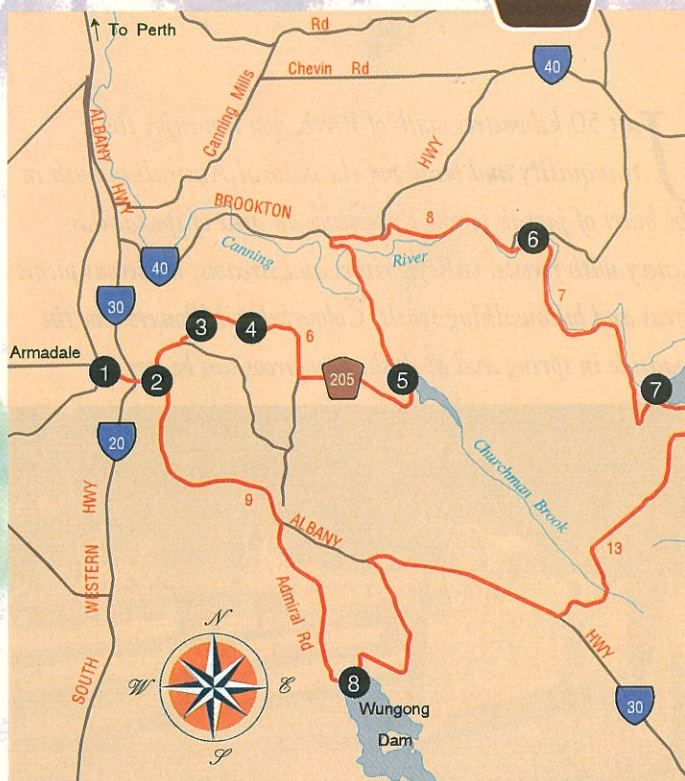 Rd
To Perth
Chevin Rd
40
Canning Mills
ALBANY HWY
HWY
BROOKTON
8
6
Canning
River
40
7
30
3
4
6
Armadale
1
2
205
5
7
20
Churchman Brook
9
ALBANY
13
SOUTH WESTERN HWY
Admiral Rd
HWY
N
W
E
S
8
Wungong
Dam
30